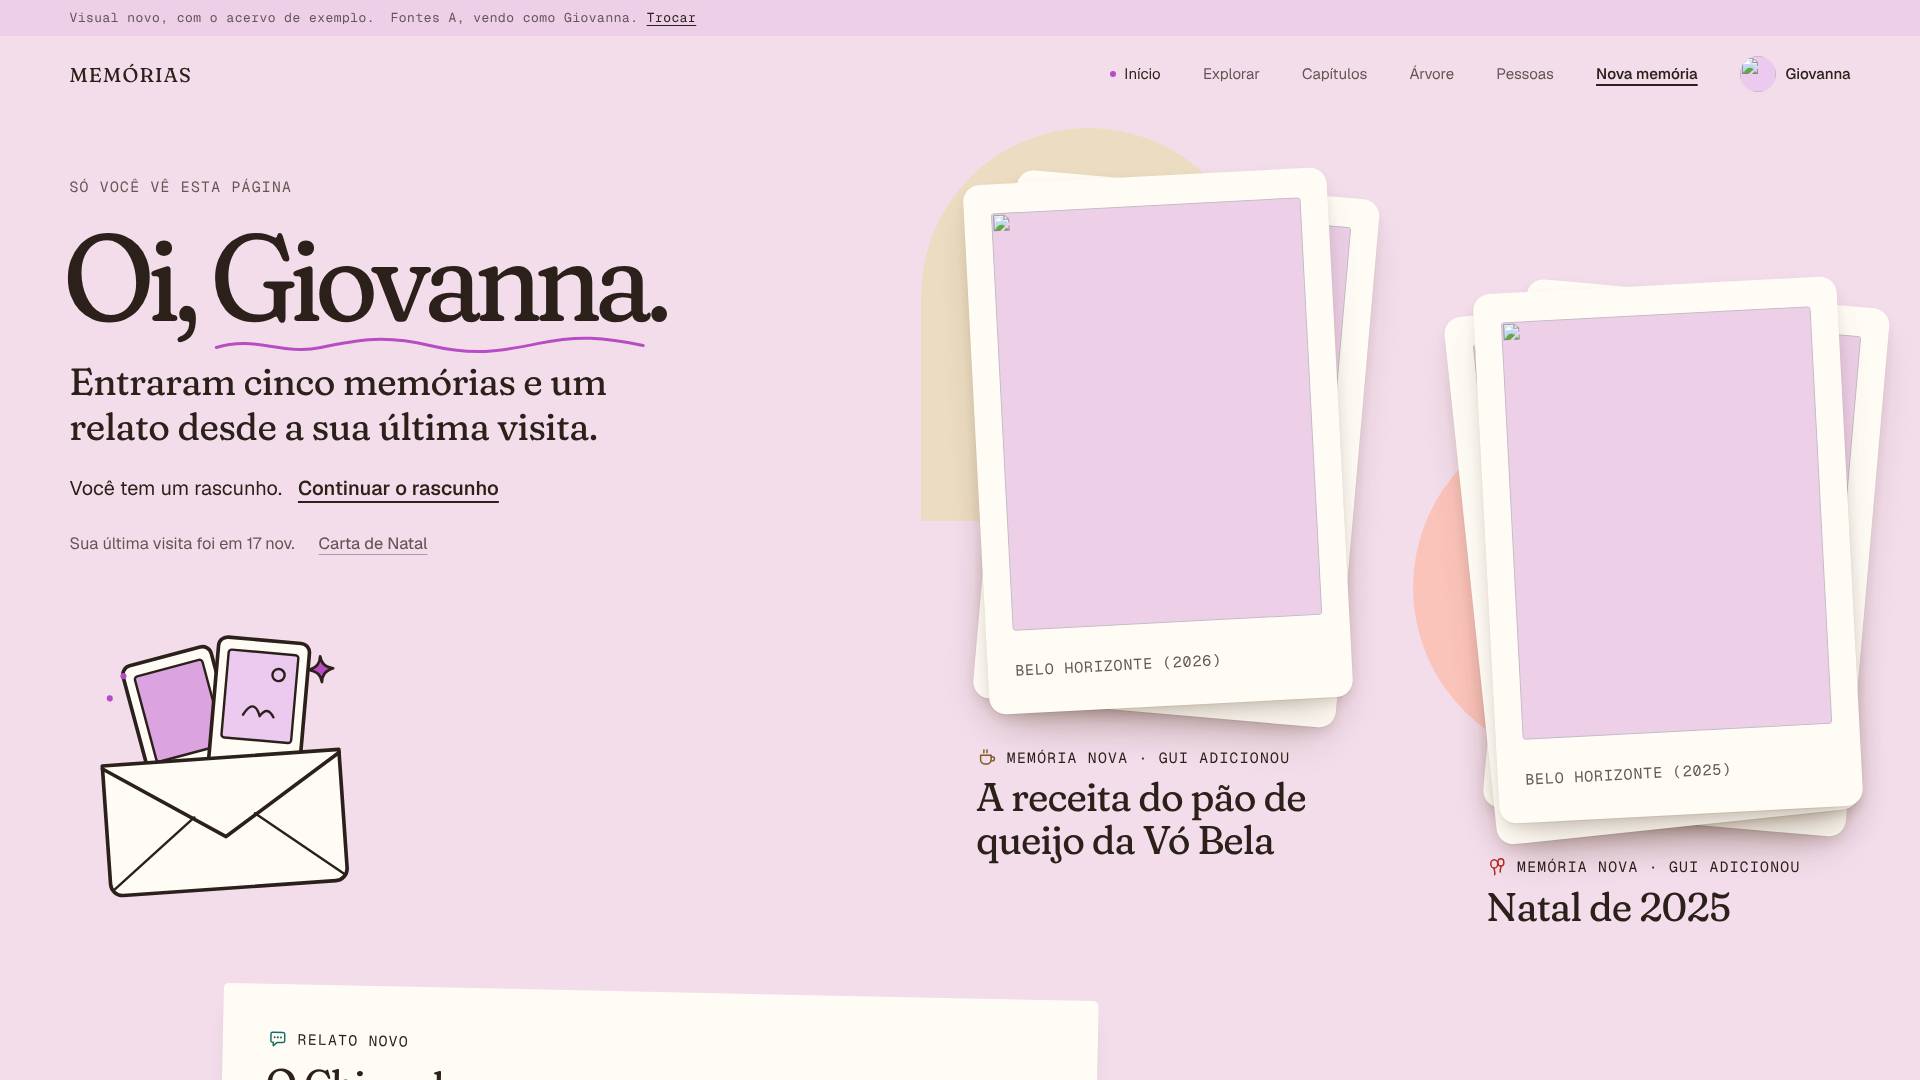 Visual novo, com o acervo de exemplo. Fontes A, vendo como Giovanna. Trocar
MEMÓRIAS
Início
Explorar
Capítulos
Árvore
Pessoas
Nova memória
Giovanna
SÓ VOCÊ VÊ ESTA PÁGINA
Oi, Giovanna.
Entraram cinco memórias e um
relato desde a sua última visita.
Você tem um rascunho. Continuar o rascunho
Sua última visita foi em 17 nov. Carta de Natal
BELO HORIZONTE (2026)
MEMÓRIA NOVA · GUI ADICIONOU
A receita do pão de
queijo da Vó Bela
BELO HORIZONTE (2025)
MEMÓRIA NOVA · GUI ADICIONOU
Natal de 2025
RELATO NOVO